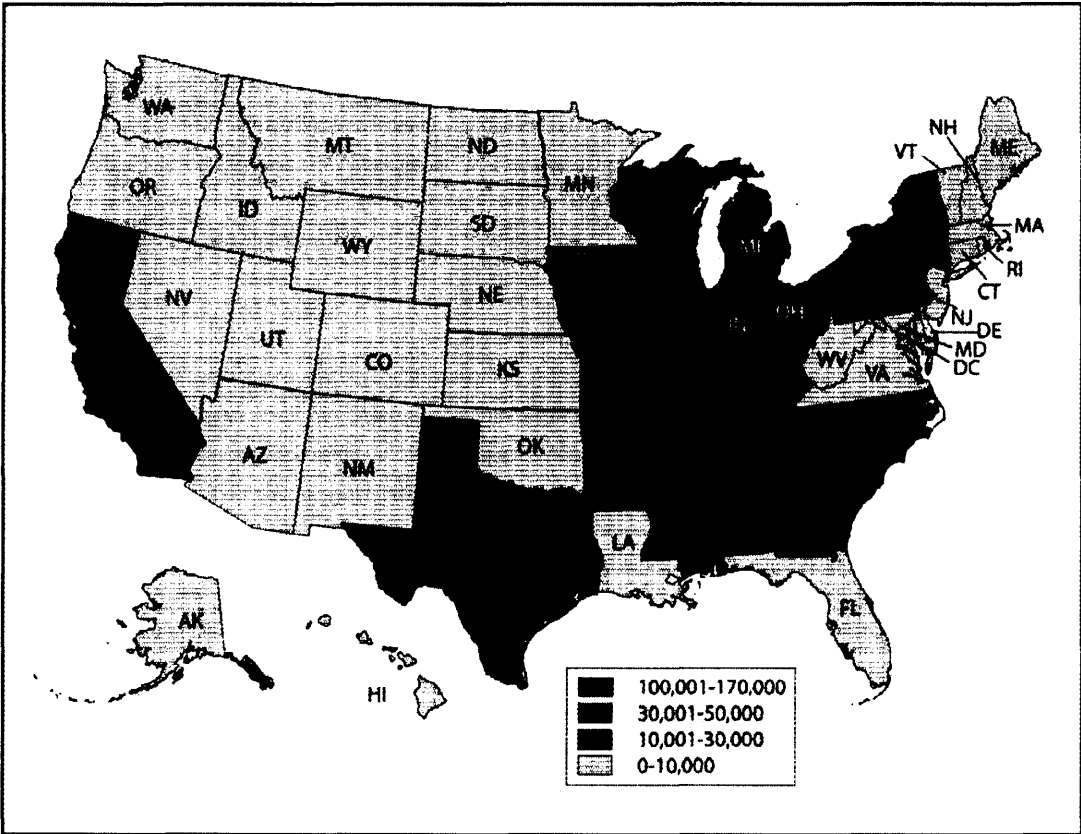 WA
MT
ND
MN
OR
ID
SD
WY
NE
NV
UT
CO
KS
AZ
NM
OK
LA
FL
AK
HI
MI
IN
OH
WV
VA
NH
VT
ME
MA
RI
CT
NJ
DE
MD
DC
100,001-170,000
30,001-50,000
10,001-30,000
0-10,000